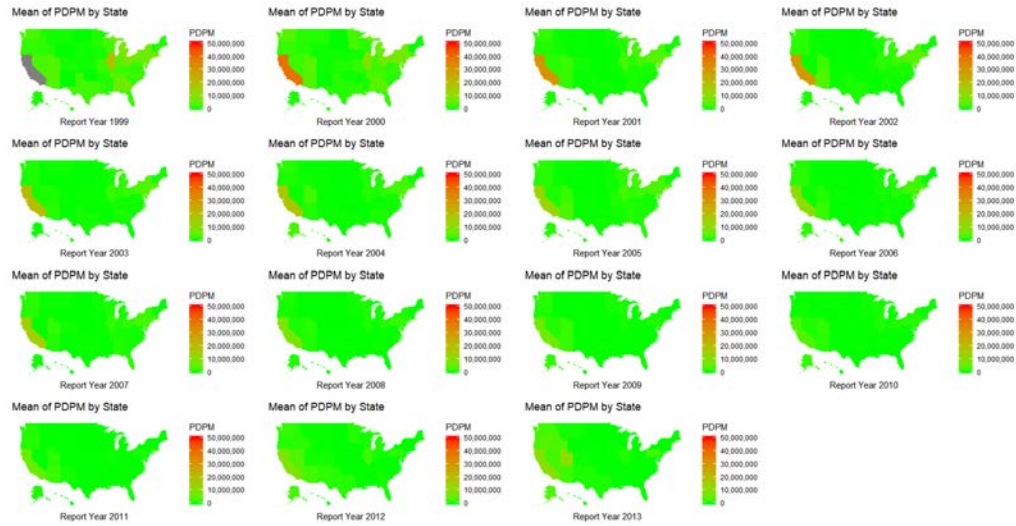 Mean of PDPM by State
PDPM
50,000,000
40,000,000
30,000,000
20,000,000
10,000,000
0
Report Year 1999
Mean of PDPM by State
PDPM
50,000,000
40,000,000
30,000,000
20,000,000
10,000,000
0
Report Year 2000
Mean of PDPM by State
PDPM
50,000,000
40,000,000
30,000,000
20,000,000
10,000,000
0
Report Year 2001
Mean of PDPM by State
PDPM
50,000,000
40,000,000
30,000,000
20,000,000
10,000,000
0
Report Year 2002
Mean of PDPM by State
PDPM
50,000,000
40,000,000
30,000,000
20,000,000
10,000,000
0
Report Year 2003
Mean of PDPM by State
PDPM
50,000,000
40,000,000
30,000,000
20,000,000
10,000,000
0
Report Year 2004
Mean of PDPM by State
PDPM
50,000,000
40,000,000
30,000,000
20,000,000
10,000,000
0
Report Year 2005
Mean of PDPM by State
PDPM
50,000,000
40,000,000
30,000,000
20,000,000
10,000,000
0
Report Year 2006
Mean of PDPM by State
PDPM
50,000,000
40,000,000
30,000,000
20,000,000
10,000,000
0
Report Year 2007
Mean of PDPM by State
PDPM
50,000,000
40,000,000
30,000,000
20,000,000
10,000,000
0
Report Year 2008
Mean of PDPM by State
PDPM
50,000,000
40,000,000
30,000,000
20,000,000
10,000,000
0
Report Year 2009
Mean of PDPM by State
PDPM
50,000,000
40,000,000
30,000,000
20,000,000
10,000,000
0
Report Year 2010
Mean of PDPM by State
PDPM
50,000,000
40,000,000
30,000,000
20,000,000
10,000,000
0
Report Year 2011
Mean of PDPM by State
PDPM
50,000,000
40,000,000
30,000,000
20,000,000
10,000,000
0
Report Year 2012
Mean of PDPM by State
PDPM
50,000,000
40,000,000
30,000,000
20,000,000
10,000,000
0
Report Year 2013